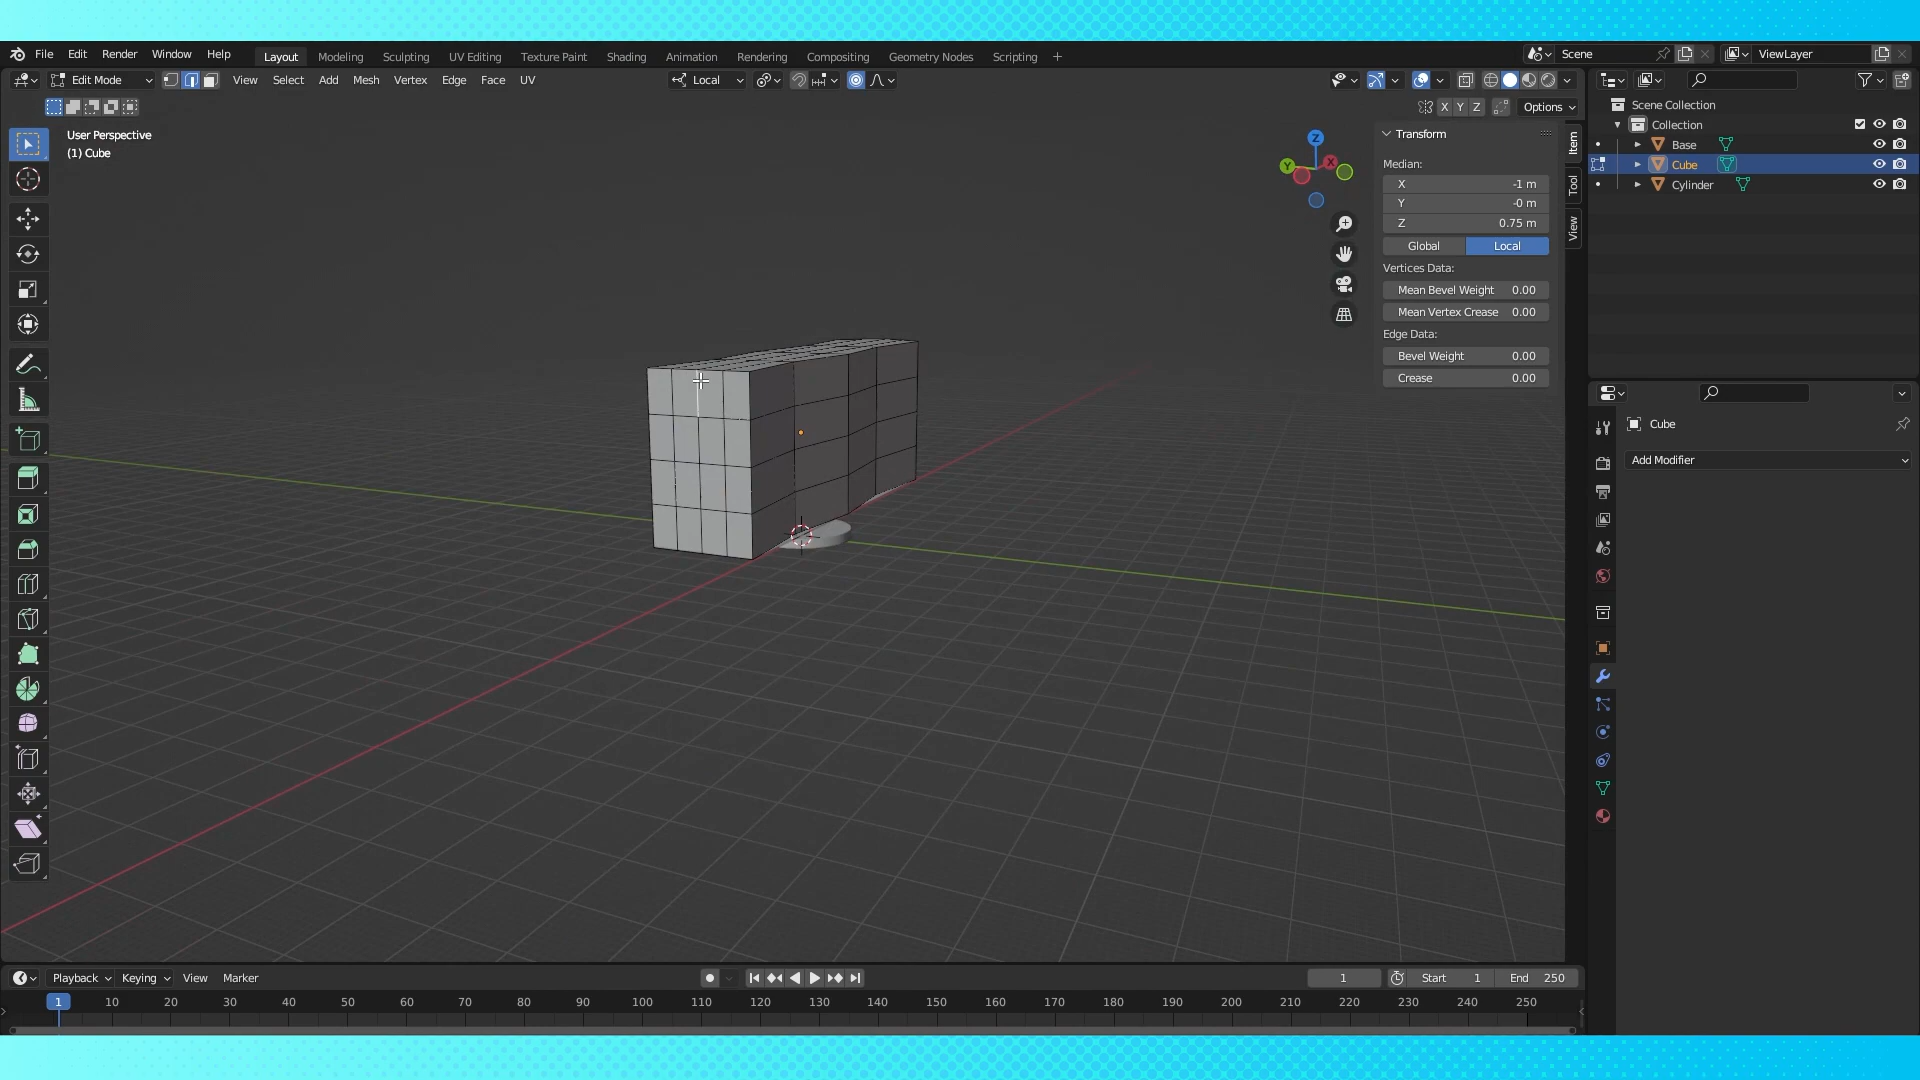 File Edit Render Window Help Layout Modeling Sculpting UV Editing Texture Paint Shading Animation Rendering Compositing Geometry Nodes Scripting + Scene ViewLayer
Edit Mode View Select Add Mesh Vertex Edge Face UV Local
X Y Z Options
User Perspective
(1) Cube
Z
Y
X
Transform
Median:
X -1 m
Y -0 m
Z 0.75 m
Global Local
Vertices Data:
Mean Bevel Weight 0.00
Mean Vertex Crease 0.00
Edge Data:
Bevel Weight 0.00
Crease 0.00
Item
Tool
View
Scene Collection
Collection
Base
Cube
Cylinder
Cube
Add Modifier
Playback Keying View Marker 1 Start 1 End 250
1 10 20 30 40 50 60 70 80 90 100 110 120 130 140 150 160 170 180 190 200 210 220 230 240 250